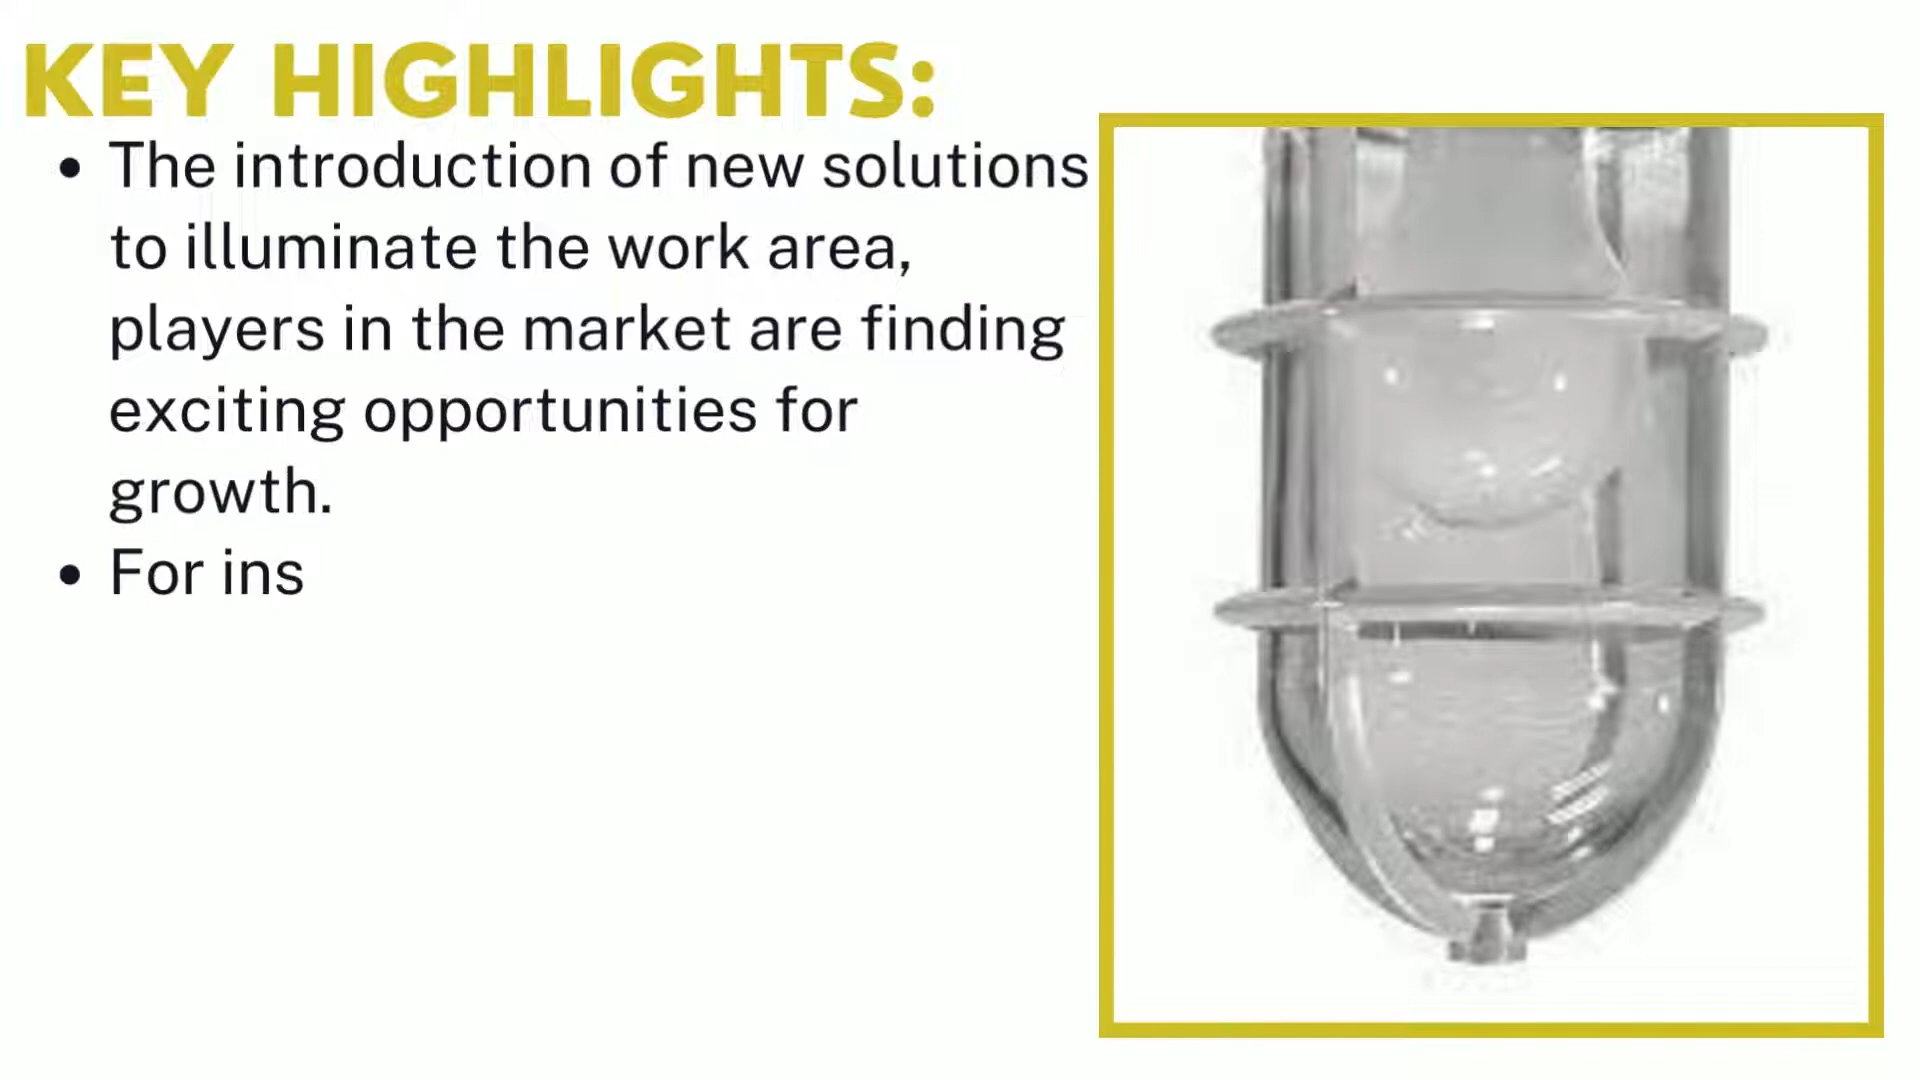 KEY HIGHLIGHTS:
• The introduction of new solutions
to illuminate the work area,
players in the market are finding
exciting opportunities for
growth.
• For ins